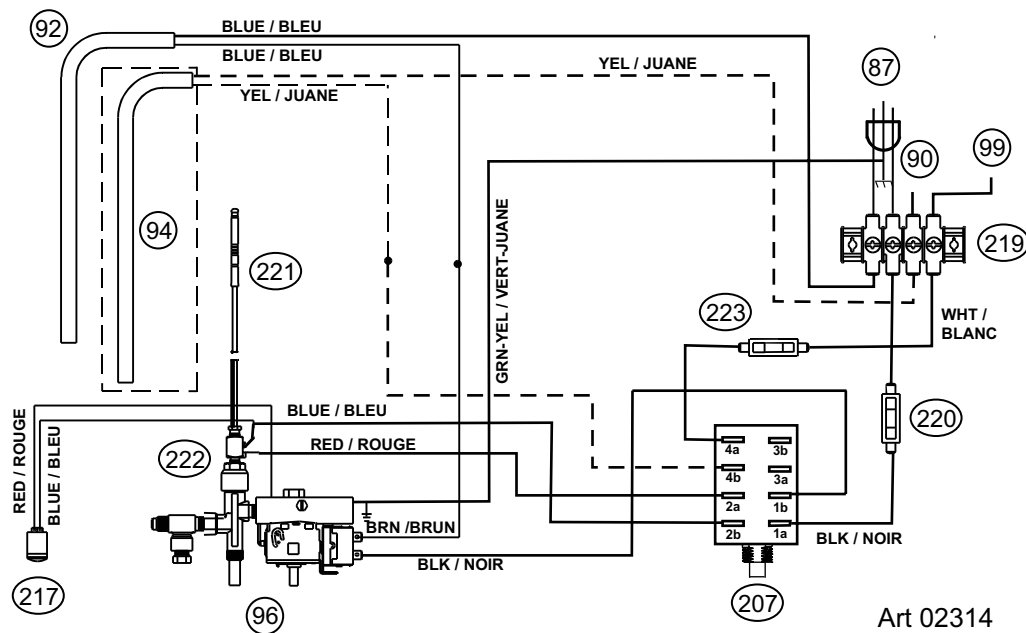 92
BLUE / BLEU
BLUE / BLEU
YEL / JUANE
YEL / JUANE
87
90
99
94
221
219
GRN-YEL / VERT-JUANE
223
WHT /
BLANC
RED / ROUGE
BLUE / BLEU
BLUE / BLEU
RED / ROUGE
222
220
4a
3b
4b
3a
2a
1b
2b
1a
BRN /BRUN
BLK / NOIR
BLK / NOIR
217
96
207
Art 02314